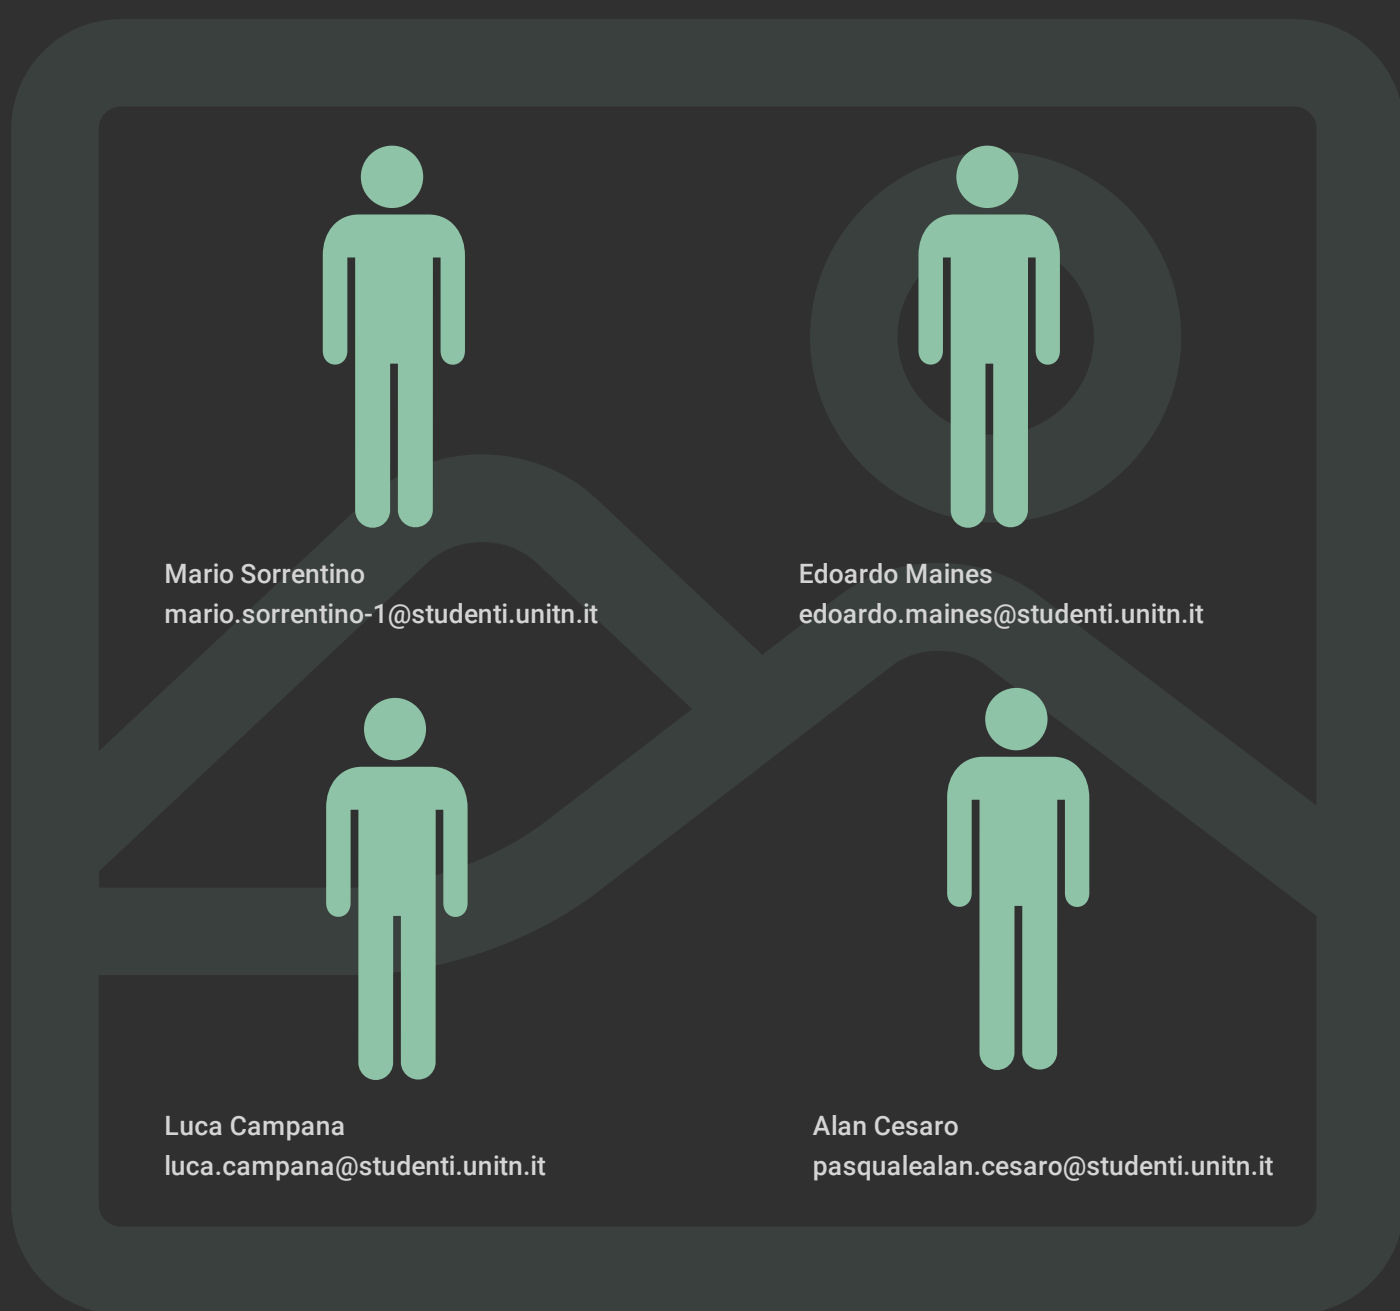 Mario Sorrentino
mario.sorrentino-1@studenti.unitn.it
Edoardo Maines
edoardo.maines@studenti.unitn.it
Luca Campana
luca.campana@studenti.unitn.it
Alan Cesaro
pasqualealan.cesaro@studenti.unitn.it